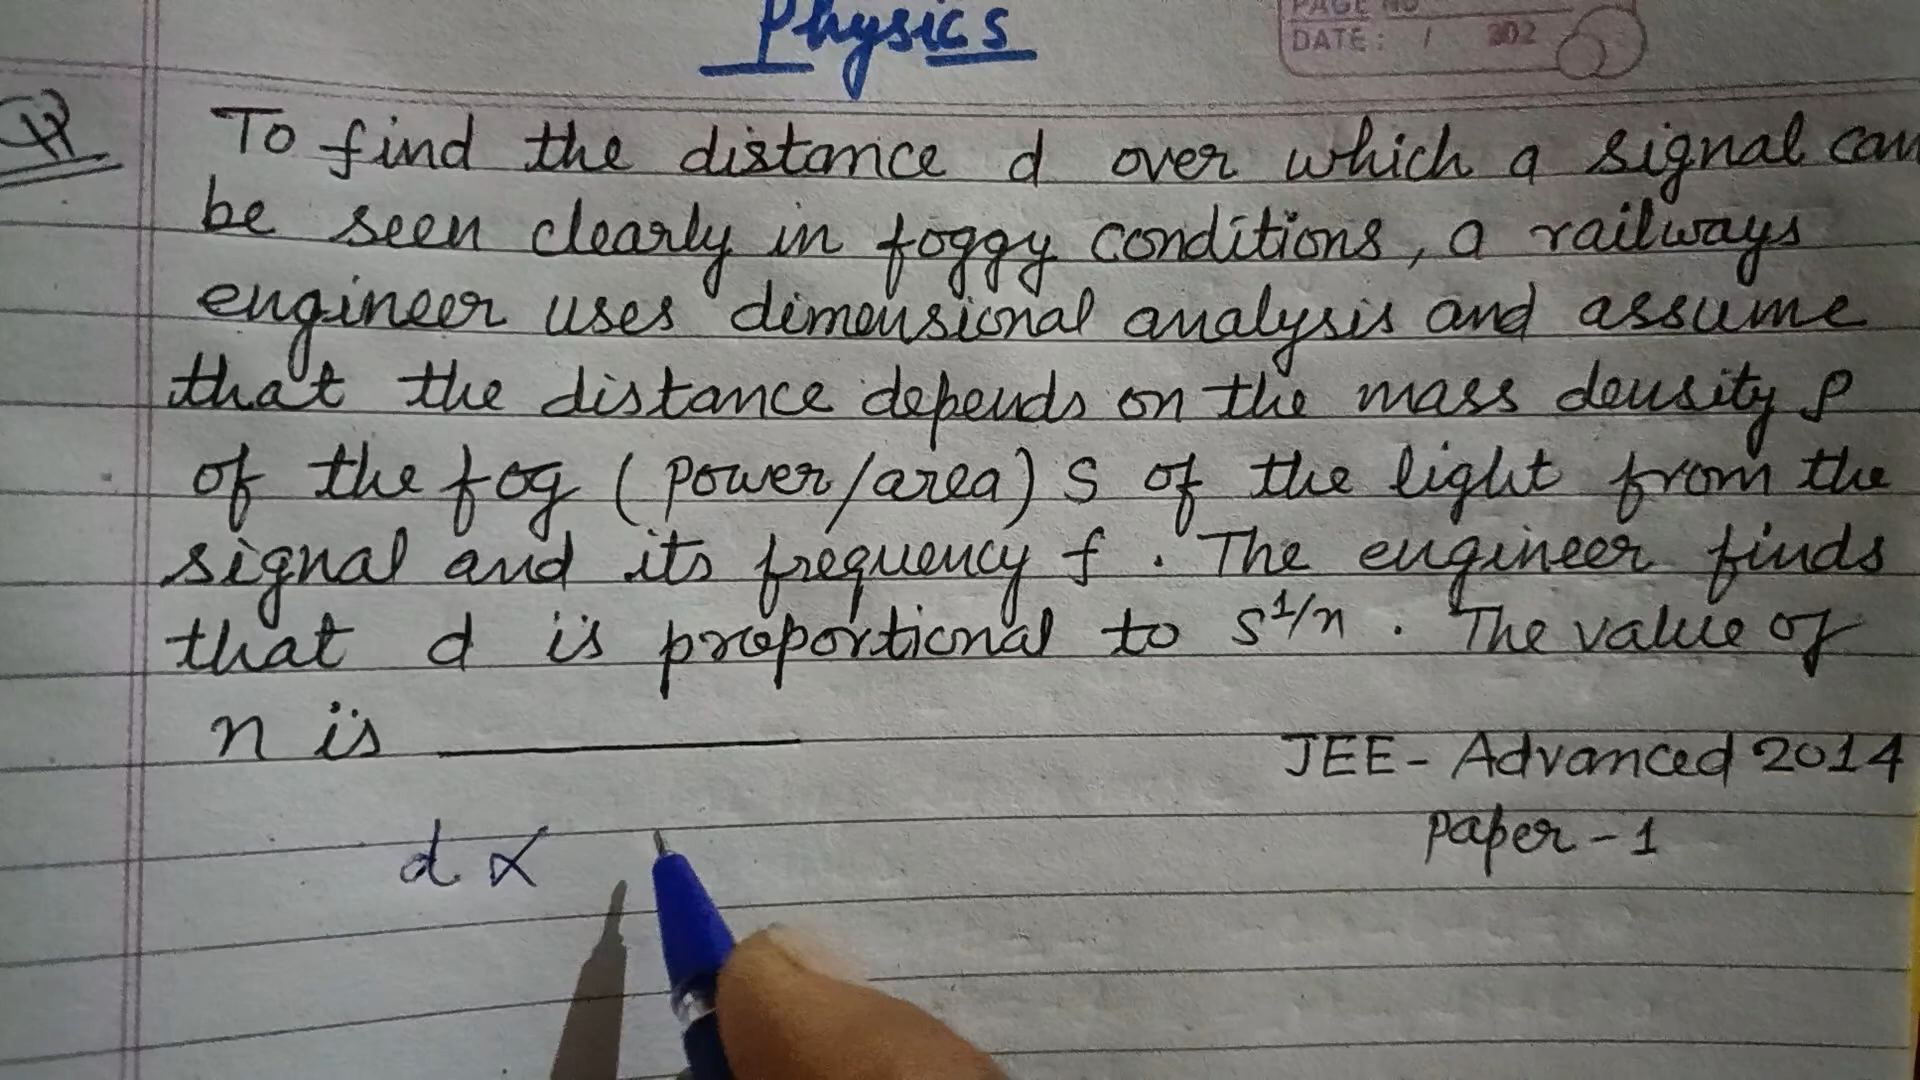 Physics
PAGE NO
DATE: / 202
Q
To find the distance d over which a signal can
be seen clearly in foggy conditions, a railways
engineer uses dimensional analysis and assume
that the distance depends on the mass density ρ
of the fog (power/area) S of the light from the
signal and its frequency f. The engineer finds
that d is proportional to S^1/n. The value of
n is ______
JEE-Advanced 2014
Paper-1
d ∝